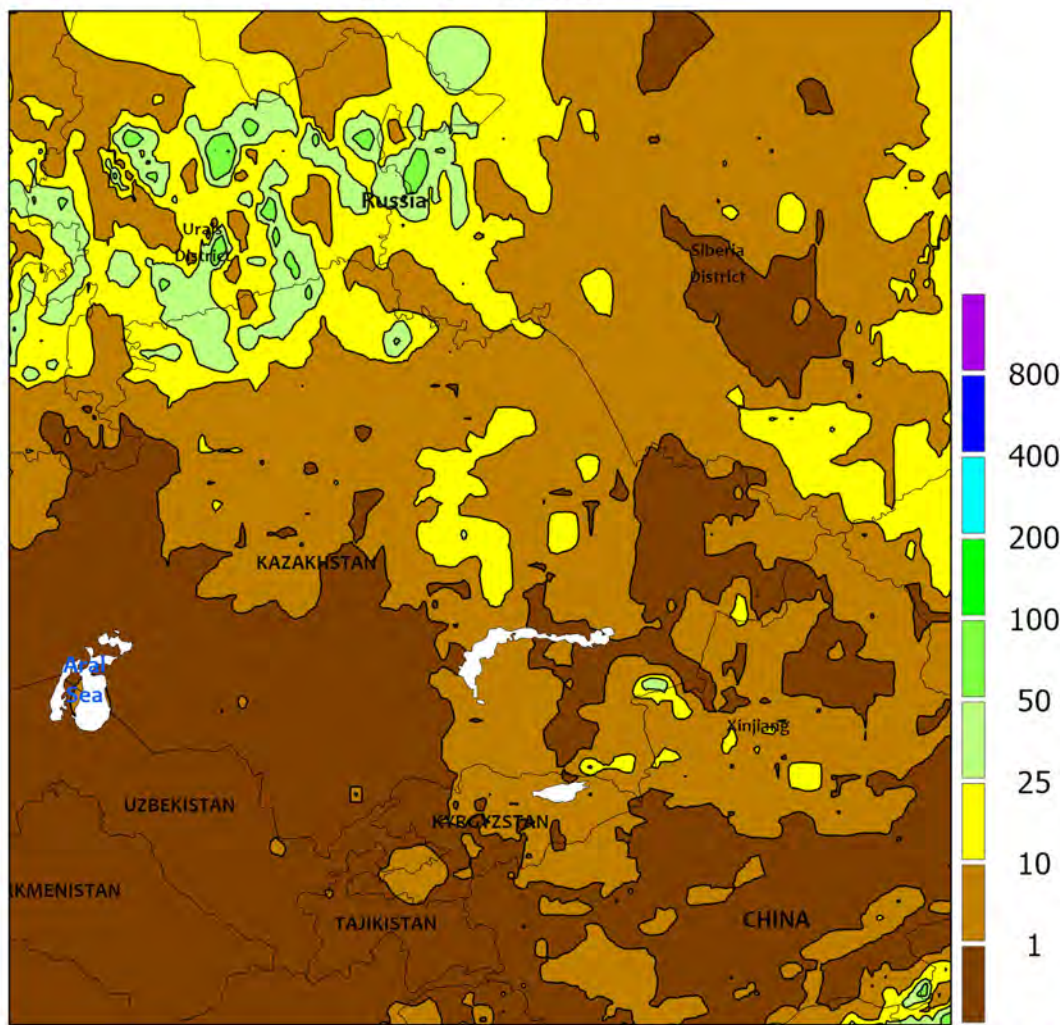 Russia
Urals
District
Siberia
District
800
400
KAZAKHSTAN
200
100
Aral
Sea
50
Xinjiang
25
UZBEKISTAN
KYRGYZSTAN
10
RKMENISTAN
TAJIKISTAN
CHINA
1